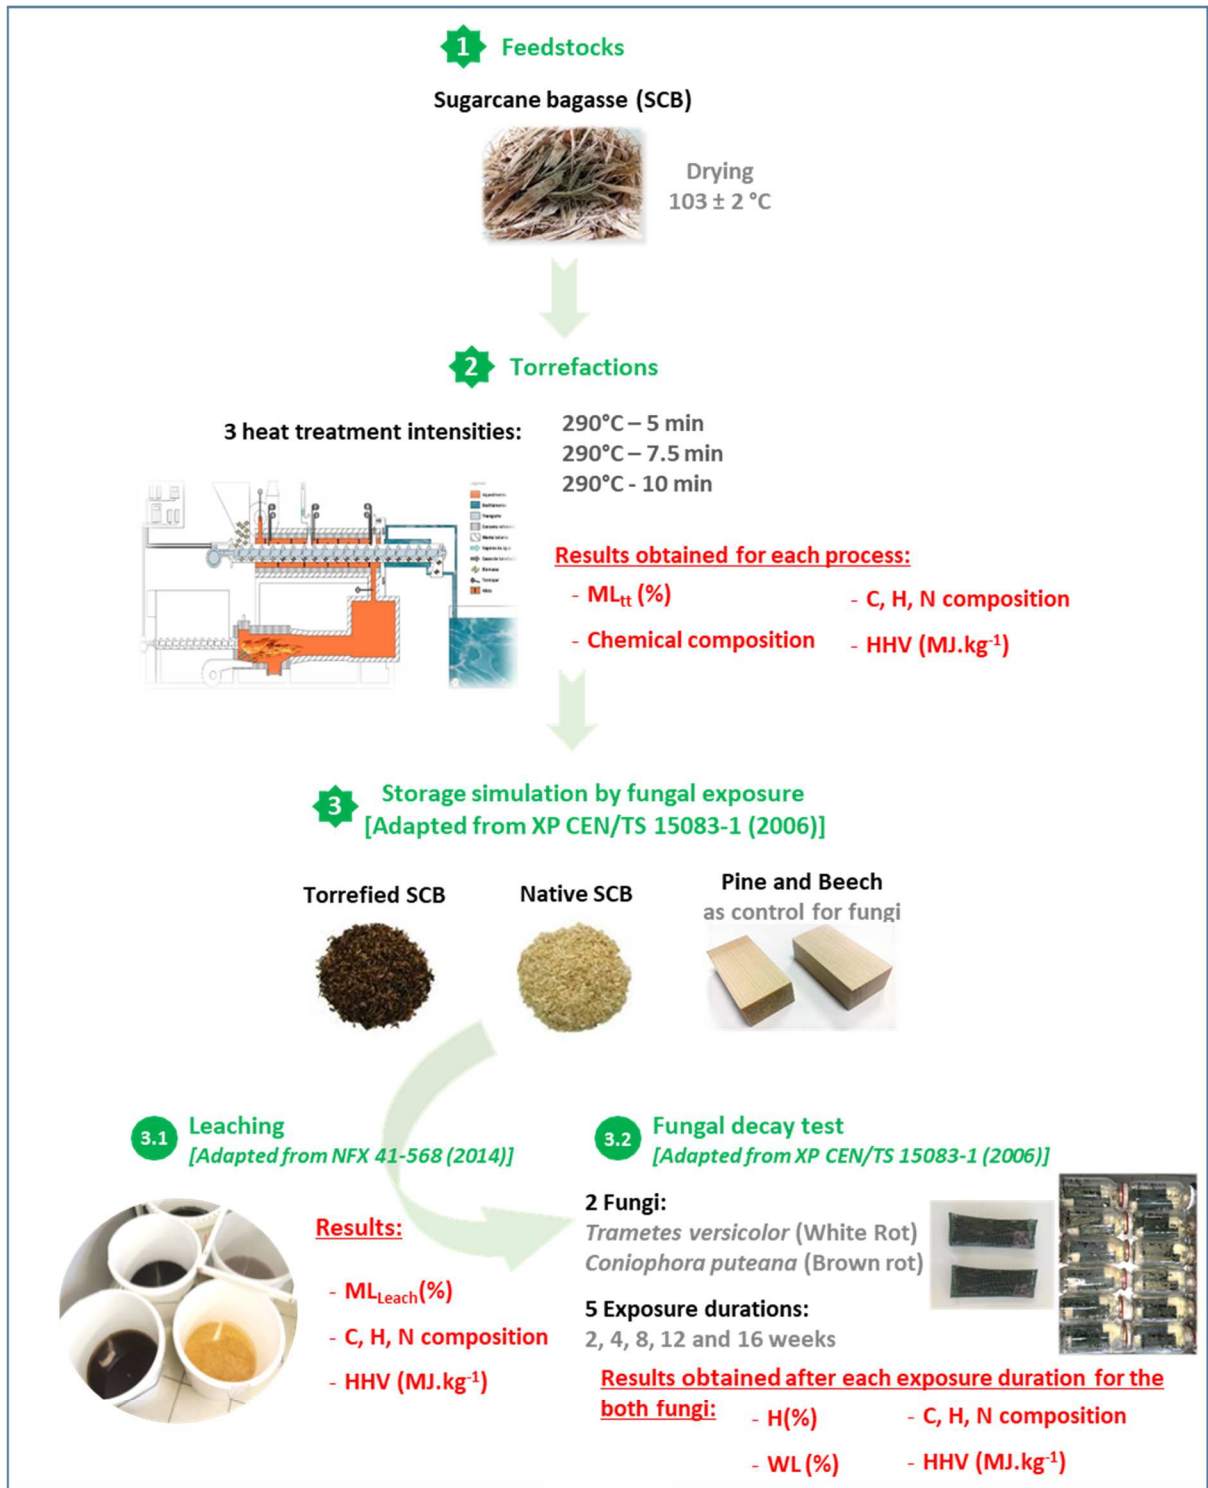 1 Feedstocks
Sugarcane bagasse (SCB)
Drying
103 ± 2 °C
2 Torrefactions
3 heat treatment intensities:
290°C – 5 min
290°C – 7.5 min
290°C - 10 min
Results obtained for each process:
- MLtt (%)
- C, H, N composition
- Chemical composition
- HHV (MJ.kg-1)
3 Storage simulation by fungal exposure
[Adapted from XP CEN/TS 15083-1 (2006)]
Torrefied SCB
Native SCB
Pine and Beech
as control for fungi
3.1 Leaching
[Adapted from NFX 41-568 (2014)]
Results:
- MLLeach(%)
- C, H, N composition
- HHV (MJ.kg-1)
3.2 Fungal decay test
[Adapted from XP CEN/TS 15083-1 (2006)]
2 Fungi:
Trametes versicolor (White Rot)
Coniophora puteana (Brown rot)
5 Exposure durations:
2, 4, 8, 12 and 16 weeks
Results obtained after each exposure duration for the
both fungi:
- H(%)
- C, H, N composition
- WL (%)
- HHV (MJ.kg-1)